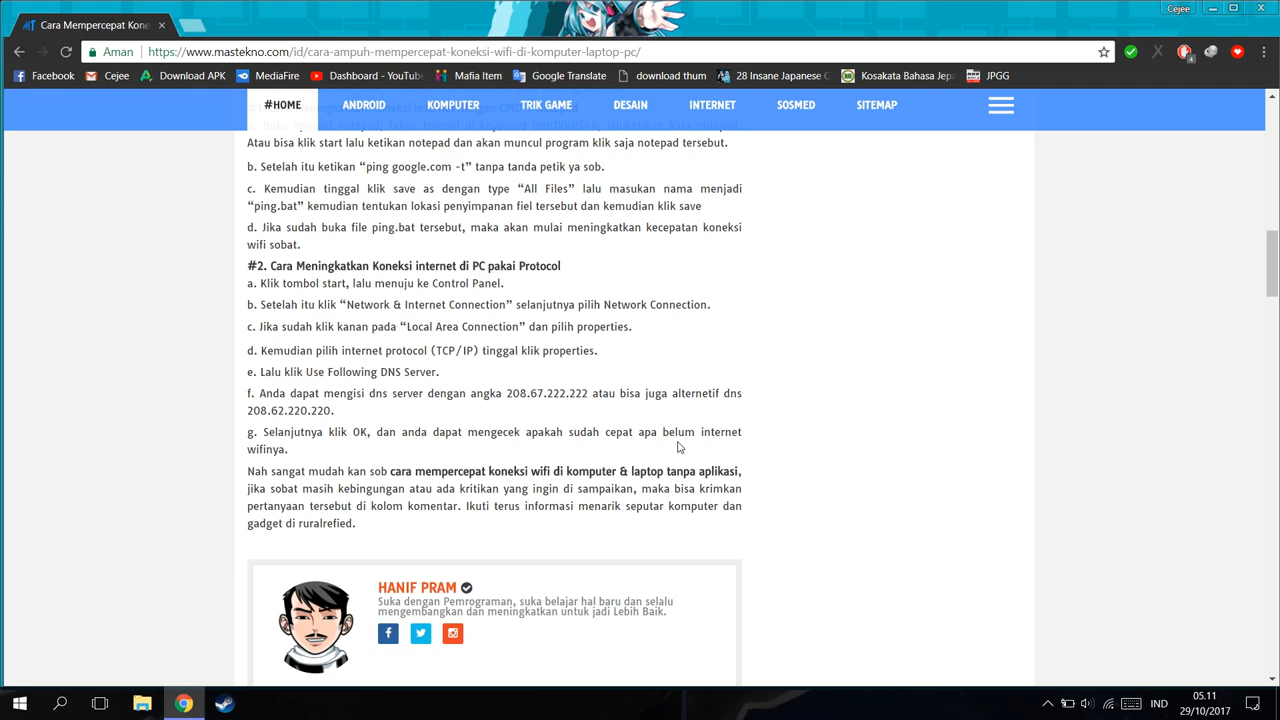 Cara Mempercepat Kone
Cejee
Aman
https://www.mastekno.com/id/cara-ampuh-mempercepat-koneksi-wifi-di-komputer-laptop-pc/
4
Facebook
Cejee
Download APK
MediaFire
Dashboard - YouTube
Mafia Item
Google Translate
download thum
28 Insane Japanese C
Kosakata Bahasa Jepa
JPGG
#HOME
ANDROID
KOMPUTER
TRIK GAME
DESAIN
INTERNET
SOSMED
SITEMAP
Atau bisa klik start lalu ketikan notepad dan akan muncul program klik saja notepad tersebut.
b. Setelah itu ketikan “ping google.com -t” tanpa tanda petik ya sob.
c. Kemudian tinggal klik save as dengan type “All Files” lalu masukan nama menjadi
“ping.bat” kemudian tentukan lokasi penyimpanan fiel tersebut dan kemudian klik save
d. Jika sudah buka file ping.bat tersebut, maka akan mulai meningkatkan kecepatan koneksi
wifi sobat.
#2. Cara Meningkatkan Koneksi internet di PC pakai Protocol
a. Klik tombol start, lalu menuju ke Control Panel.
b. Setelah itu klik “Network & Internet Connection” selanjutnya pilih Network Connection.
c. Jika sudah klik kanan pada “Local Area Connection” dan pilih properties.
d. Kemudian pilih internet protocol (TCP/IP) tinggal klik properties.
e. Lalu klik Use Following DNS Server.
f. Anda dapat mengisi dns server dengan angka 208.67.222.222 atau bisa juga alternetif dns
208.62.220.220.
g. Selanjutnya klik OK, dan anda dapat mengecek apakah sudah cepat apa belum internet
wifinya.
Nah sangat mudah kan sob cara mempercepat koneksi wifi di komputer & laptop tanpa aplikasi,
jika sobat masih kebingungan atau ada kritikan yang ingin di sampaikan, maka bisa krimkan
pertanyaan tersebut di kolom komentar. Ikuti terus informasi menarik seputar komputer dan
gadget di ruralrefied.
HANIF PRAM
Suka dengan Pemrograman, suka belajar hal baru dan selalu
mengembangkan dan meningkatkan untuk jadi Lebih Baik.
IND
05.11
29/10/2017